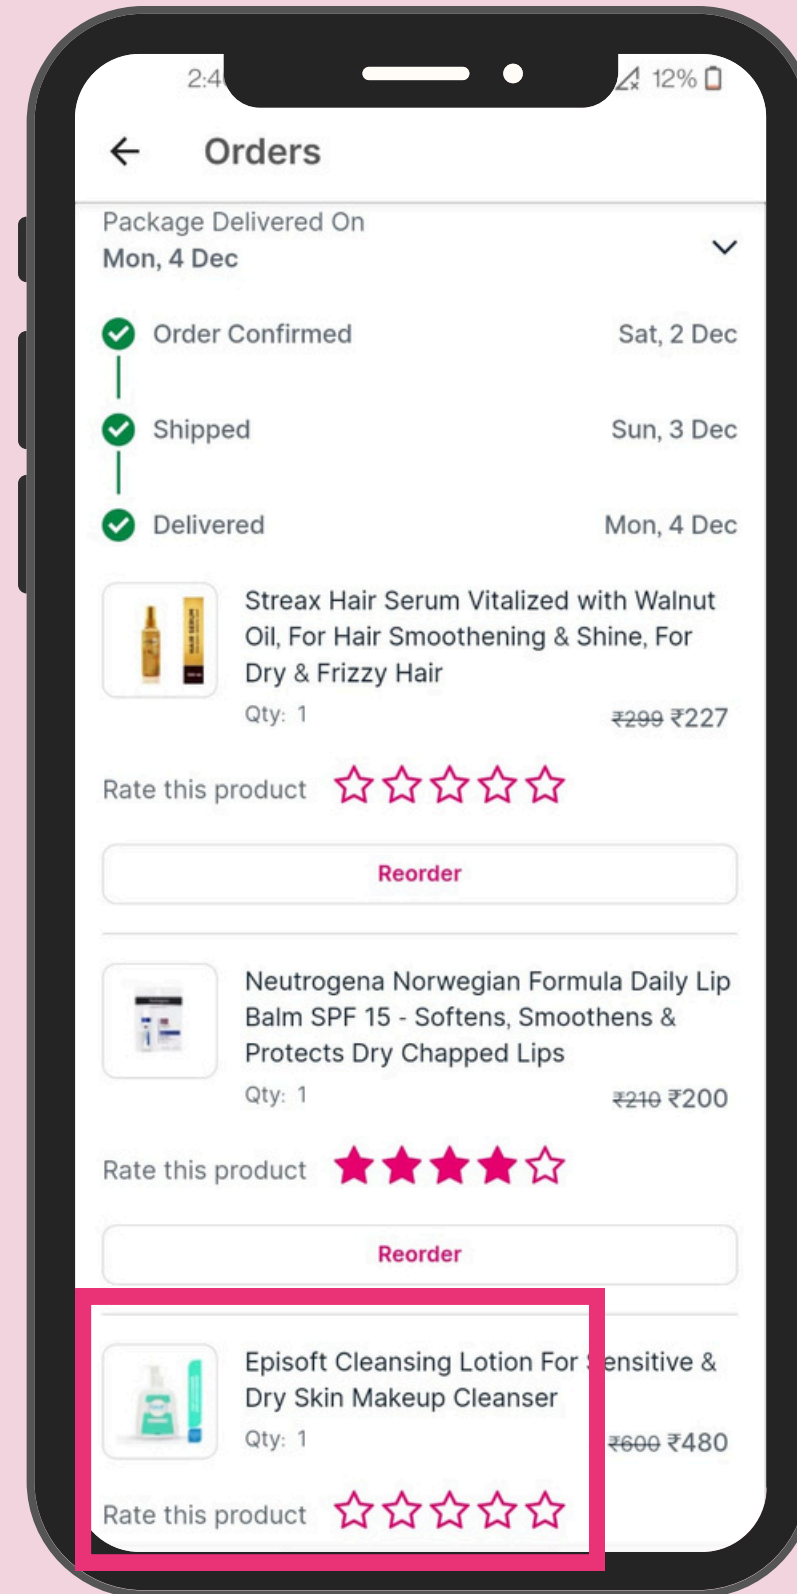 2:4
12%
Orders
Package Delivered On
Mon, 4 Dec
Order Confirmed Sat, 2 Dec
Shipped Sun, 3 Dec
Delivered Mon, 4 Dec
HAIR SERUM
Streax Hair Serum Vitalized with Walnut
Oil, For Hair Smoothening & Shine, For
Dry & Frizzy Hair
Qty: 1 ₹299 ₹227
Rate this product
Reorder
Neutrogena Norwegian Formula Daily Lip
Balm SPF 15 - Softens, Smoothens &
Protects Dry Chapped Lips
Qty: 1 ₹210 ₹200
Rate this product
Reorder
Episoft Cleansing Lotion For ensitive &
Dry Skin Makeup Cleanser
Qty: 1 ₹600 ₹480
Rate this product